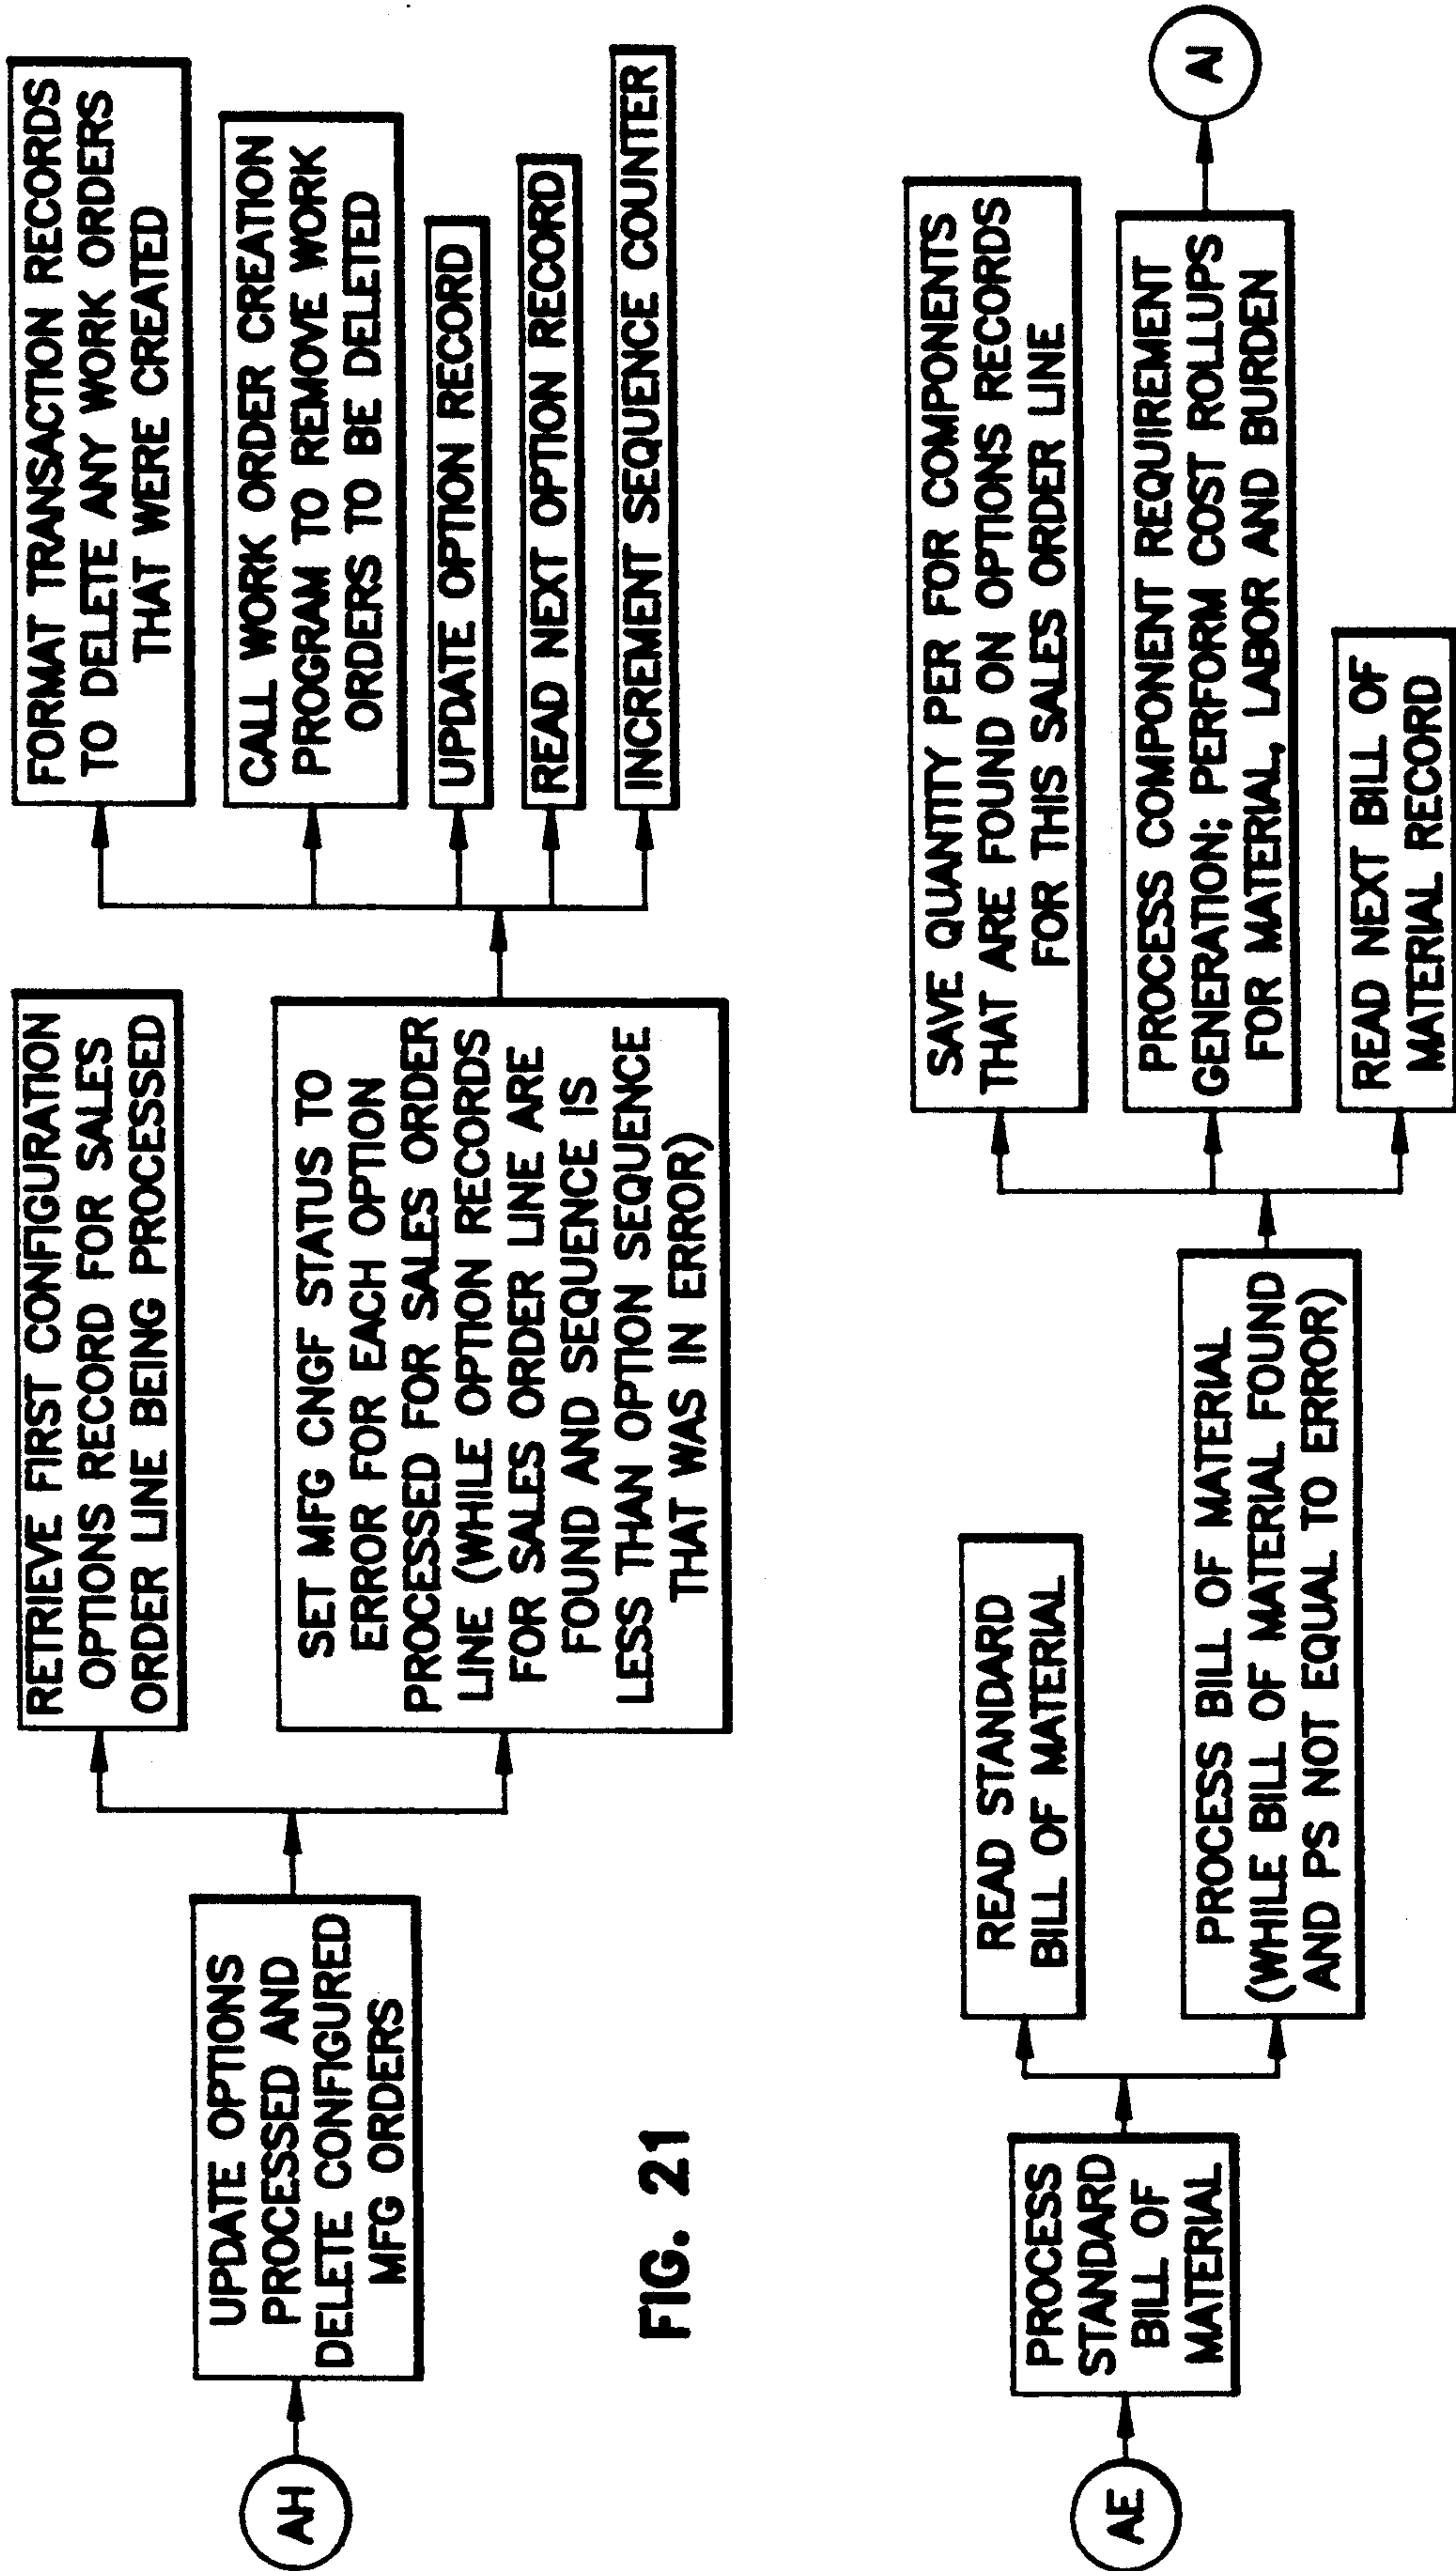 AH
UPDATE OPTIONS
PROCESSED AND
DELETE CONFIGURED
MFG ORDERS
RETRIEVE FIRST CONFIGURATION
OPTIONS RECORD FOR SALES
ORDER LINE BEING PROCESSED
SET MFG CNGF STATUS TO
ERROR FOR EACH OPTION
PROCESSED FOR SALES ORDER
LINE (WHILE OPTION RECORDS
FOR SALES ORDER LINE ARE
FOUND AND SEQUENCE IS
LESS THAN OPTION SEQUENCE
THAT WAS IN ERROR)
FORMAT TRANSACTION RECORDS
TO DELETE ANY WORK ORDERS
THAT WERE CREATED
CALL WORK ORDER CREATION
PROGRAM TO REMOVE WORK
ORDERS TO BE DELETED
UPDATE OPTION RECORD
READ NEXT OPTION RECORD
INCREMENT SEQUENCE COUNTER
FIG. 21
AE
PROCESS
STANDARD
BILL OF
MATERIAL
READ STANDARD
BILL OF MATERIAL
PROCESS BILL OF MATERIAL
(WHILE BILL OF MATERIAL FOUND
AND PS NOT EQUAL TO ERROR)
SAVE QUANTITY PER FOR COMPONENTS
THAT ARE FOUND ON OPTIONS RECORDS
FOR THIS SALES ORDER LINE
PROCESS COMPONENT REQUIREMENT
GENERATION; PERFORM COST ROLLUPS
FOR MATERIAL, LABOR AND BURDEN
READ NEXT BILL OF
MATERIAL RECORD
AI